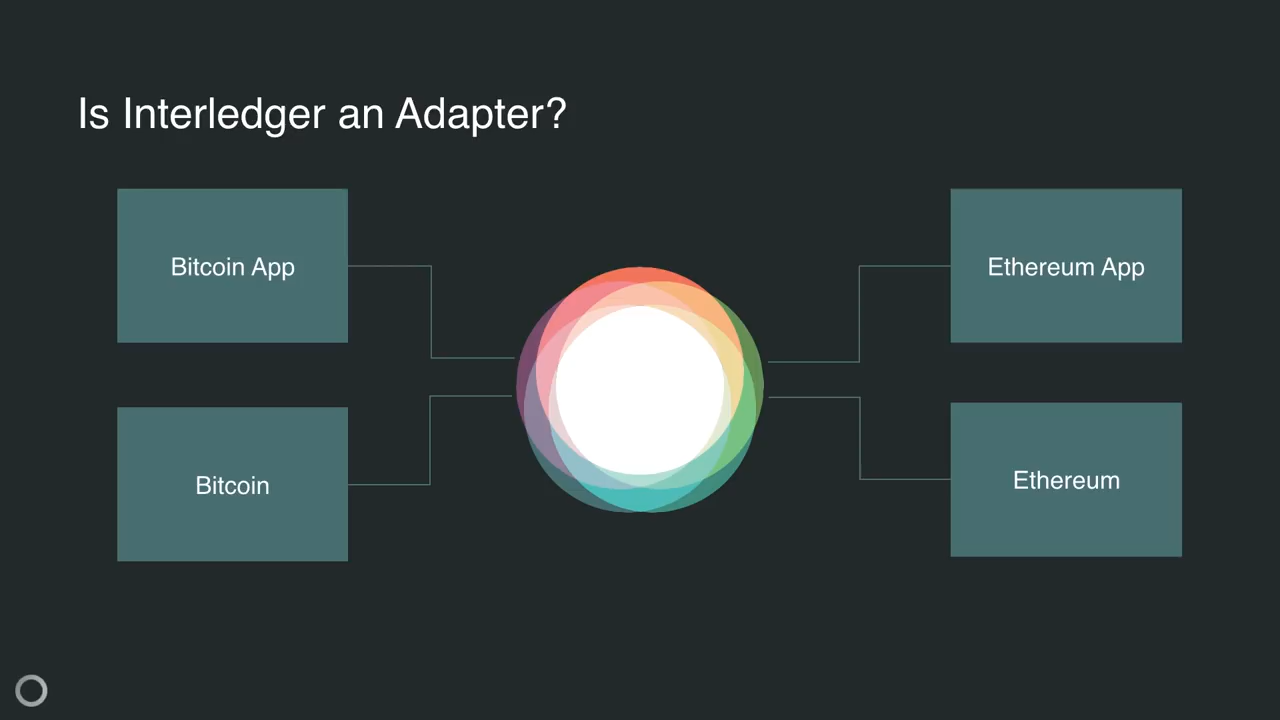 Is Interledger an Adapter?
Bitcoin App
Ethereum App
Bitcoin
Ethereum